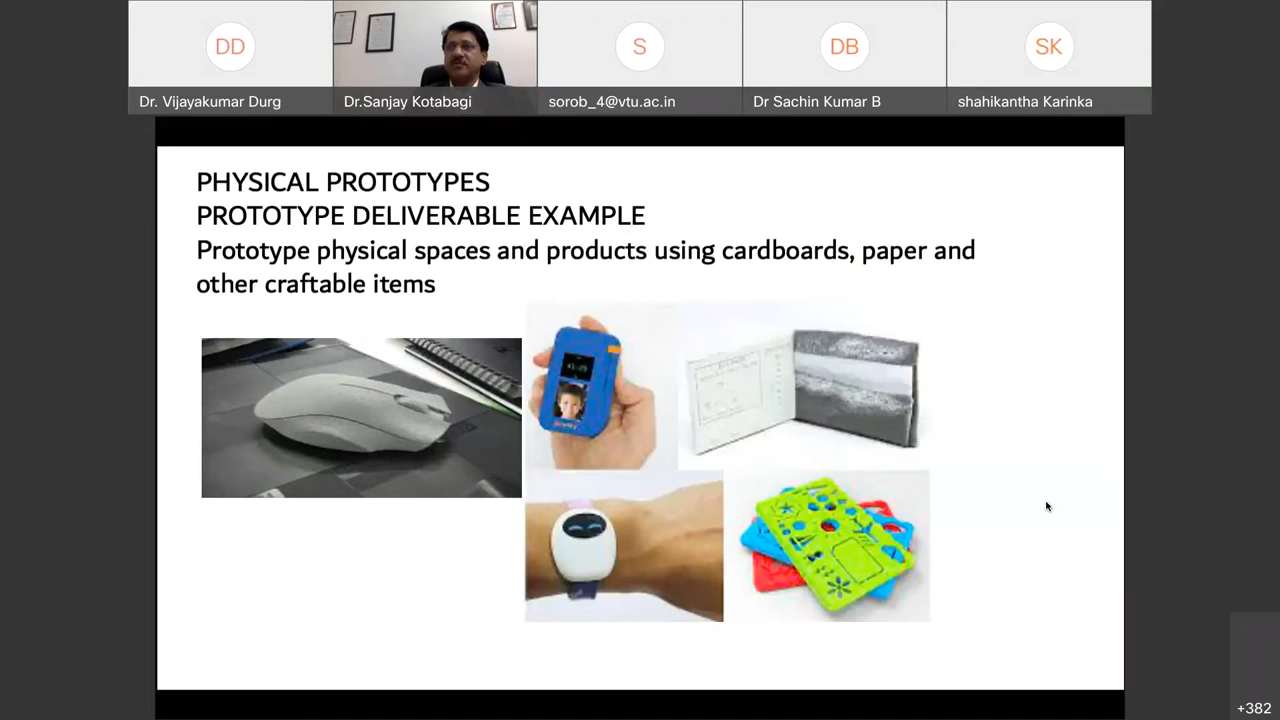 DD
S
DB
SK
Dr. Vijayakumar Durg
Dr.Sanjay Kotabagi
sorob_4@vtu.ac.in
Dr Sachin Kumar B
shahikantha Karinka
PHYSICAL PROTOTYPES
PROTOTYPE DELIVERABLE EXAMPLE
Prototype physical spaces and products using cardboards, paper and
other craftable items
+382